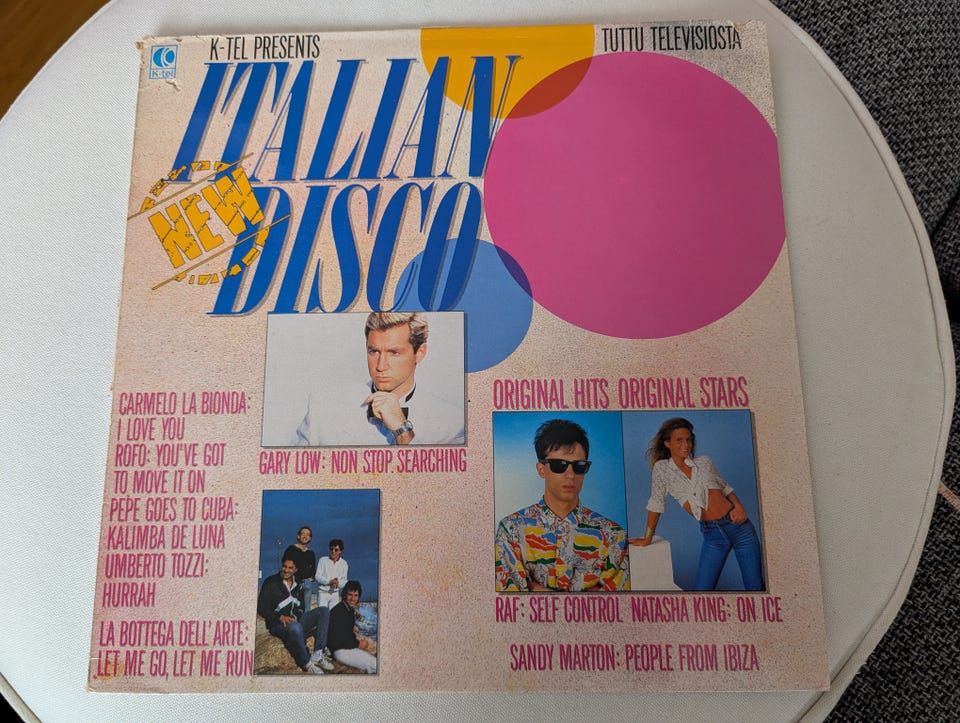 K-tel
K-TEL PRESENTS
TUTTU TELEVISIOSTA
ITALIAN
DISCO
NEW
GARY LOW: NON STOP SEARCHING
CARMELO LA BIONDA:
I LOVE YOU
ROFO: YOU'VE GOT
TO MOVE IT ON
PEPE GOES TO CUBA:
KALIMBA DE LUNA
UMBERTO TOZZI:
HURRAH
LA BOTTEGA DELL'ARTE:
LET ME GO, LET ME RUN
ORIGINAL HITS ORIGINAL STARS
RAF: SELF CONTROL NATASHA KING: ON ICE
SANDY MARTON: PEOPLE FROM IBIZA